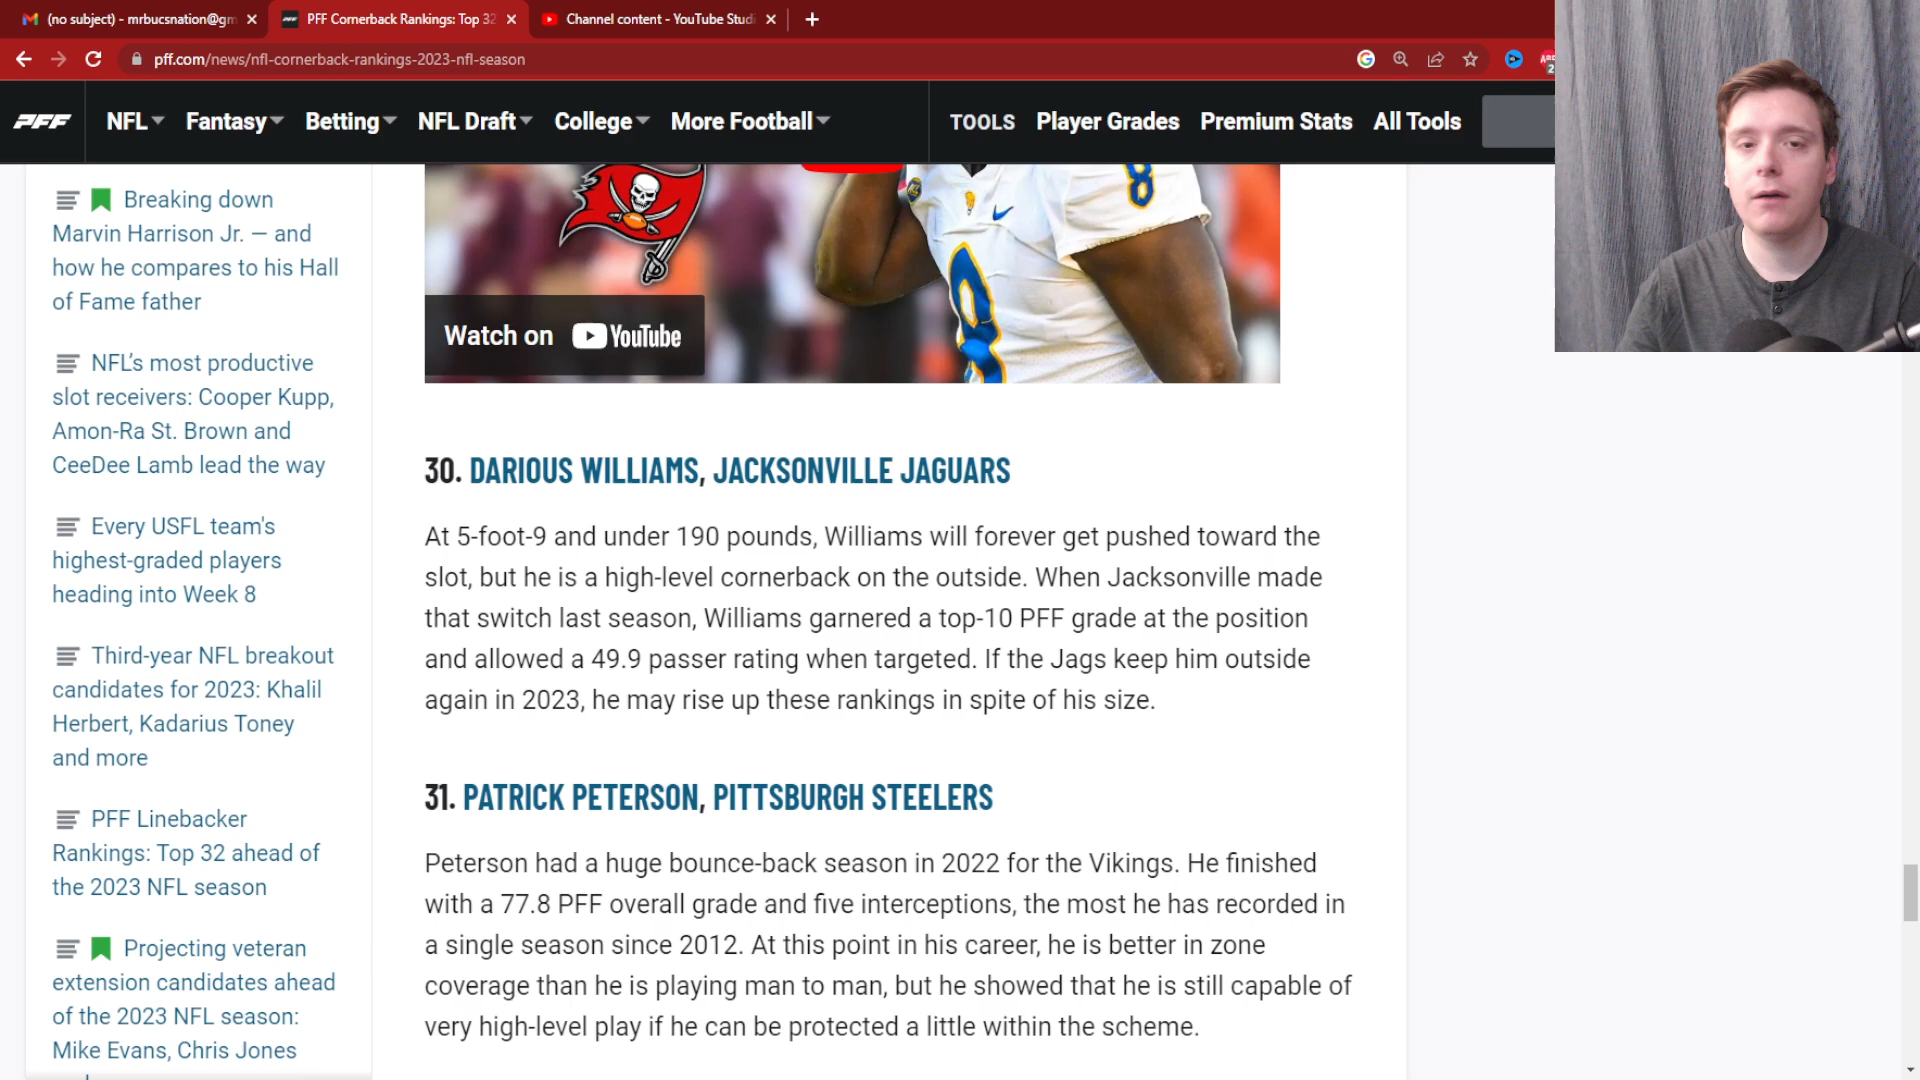 (no subject) - mrbucsnation@gm
PFF Cornerback Rankings: Top 32
Channel content - YouTube Studi
pff.com/news/nfl-cornerback-rankings-2023-nfl-season
PFF
NFL Fantasy Betting NFL Draft College More Football
TOOLS Player Grades Premium Stats All Tools
Breaking down
Marvin Harrison Jr. — and
how he compares to his Hall
of Fame father
NFL's most productive
slot receivers: Cooper Kupp,
Amon-Ra St. Brown and
CeeDee Lamb lead the way
Every USFL team's
highest-graded players
heading into Week 8
Third-year NFL breakout
candidates for 2023: Khalil
Herbert, Kadarius Toney
and more
PFF Linebacker
Rankings: Top 32 ahead of
the 2023 NFL season
Projecting veteran
extension candidates ahead
of the 2023 NFL season:
Mike Evans, Chris Jones
8
8
Watch on YouTube
30. DARIOUS WILLIAMS, JACKSONVILLE JAGUARS
At 5-foot-9 and under 190 pounds, Williams will forever get pushed toward the
slot, but he is a high-level cornerback on the outside. When Jacksonville made
that switch last season, Williams garnered a top-10 PFF grade at the position
and allowed a 49.9 passer rating when targeted. If the Jags keep him outside
again in 2023, he may rise up these rankings in spite of his size.
31. PATRICK PETERSON, PITTSBURGH STEELERS
Peterson had a huge bounce-back season in 2022 for the Vikings. He finished
with a 77.8 PFF overall grade and five interceptions, the most he has recorded in
a single season since 2012. At this point in his career, he is better in zone
coverage than he is playing man to man, but he showed that he is still capable of
very high-level play if he can be protected a little within the scheme.